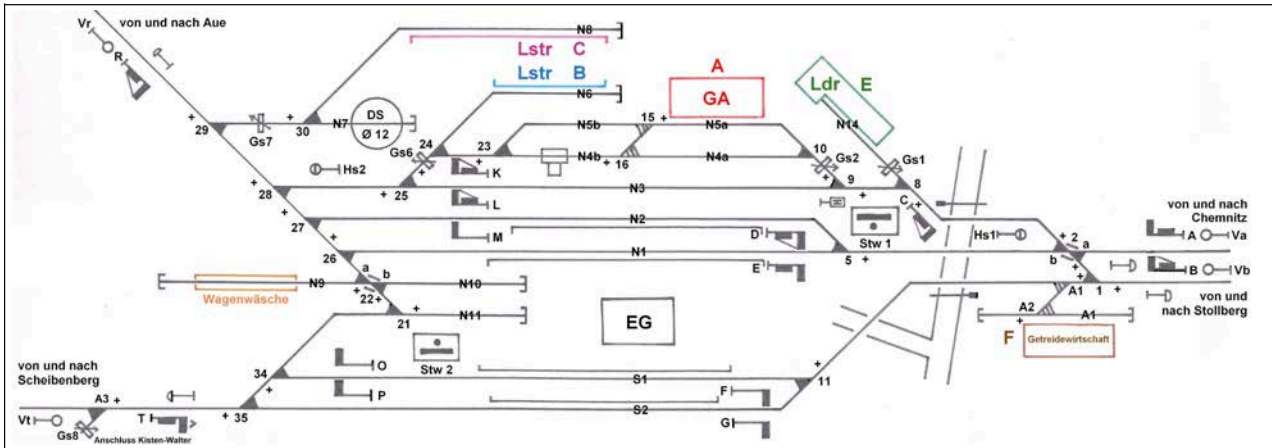 Vr
von und nach Aue
R
N8
Lstr C
Lstr B
A
GA
Ldr E
N6
29
Gs7
30
N7
DS
Ø 12
24
23
N5b
15
N5a
N14
Gs6
N4b
16
N4a
10
Gs2
Gs1
Hs2
K
9
8
28
25
L
N3
C
von und nach
Chemnitz
27
M
N2
D
Stw 1
Hs1
2
a
A
Va
26
N1
E
5
b
B
Vb
a
b
N9
22
N10
A1
1
von und
nach Stollberg
Wagenwäsche
21
N11
EG
A2
A1
F
Getreidewirtschaft
Stw 2
34
O
S1
11
von und nach
Scheibenberg
P
F
A3
S2
Vt
T
35
G
Gs8
Anschluss Kisten-Walter